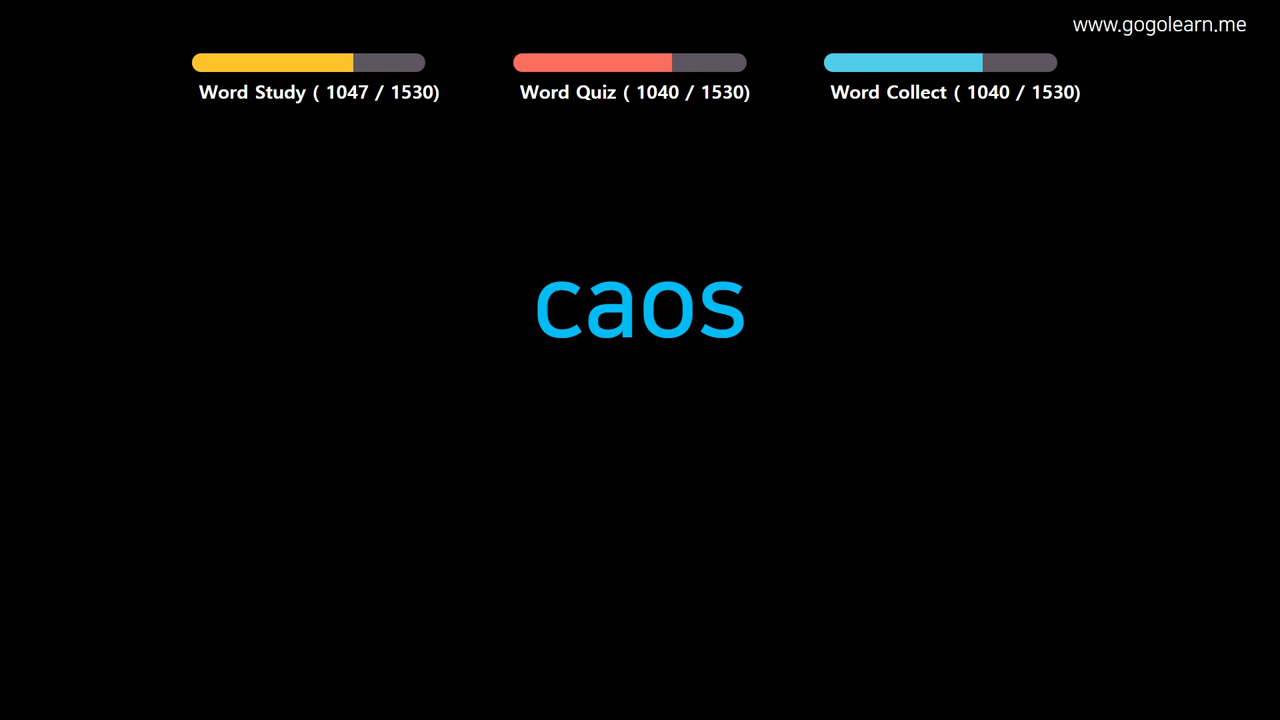 www.gogolearn.me
Word Study ( 1047 / 1530)
Word Quiz ( 1040 / 1530)
Word Collect ( 1040 / 1530)
caos